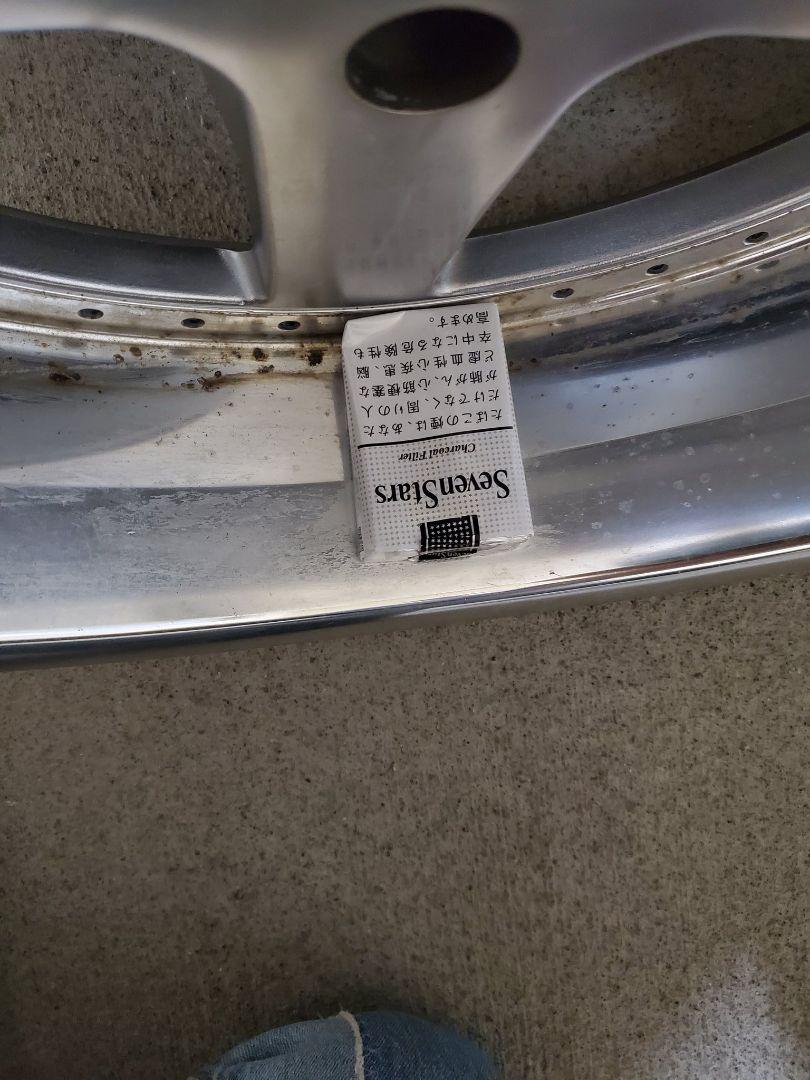 SevenStars
Charcoal Filter
たばこの煙は、あなた
だけでなく、周りの人
が肺がん、心筋梗塞な
ど虚血性心疾患、脳
卒中になる危険性も
高めます。